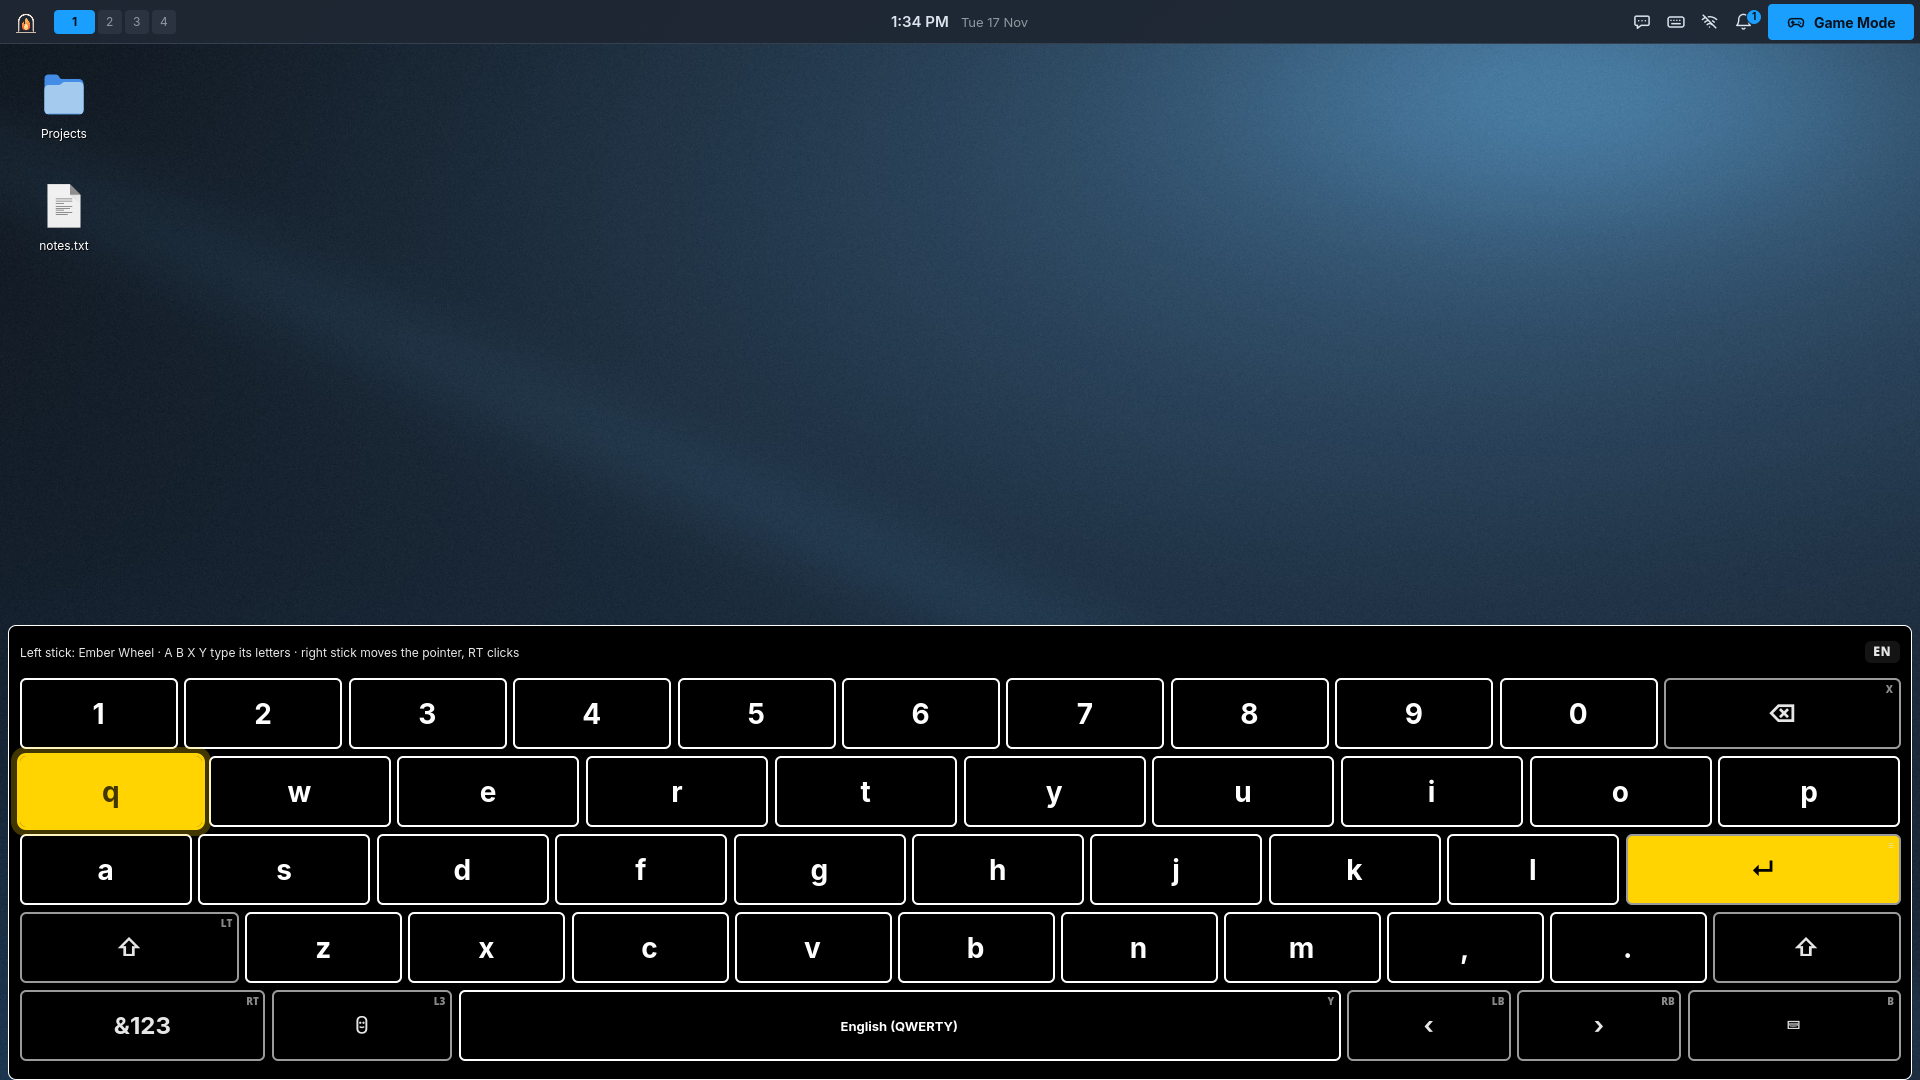 1 2 3 4
1:34 PM Tue 17 Nov
1
Game Mode
Projects
notes.txt
Left stick: Ember Wheel · A B X Y type its letters · right stick moves the pointer, RT clicks
EN
1 2 3 4 5 6 7 8 9 0 X
q w e r t y u i o p
a s d f g h j k l
LT z x c v b n m , .
&123 RT L3 English (QWERTY) Y ‹ LB › RB B